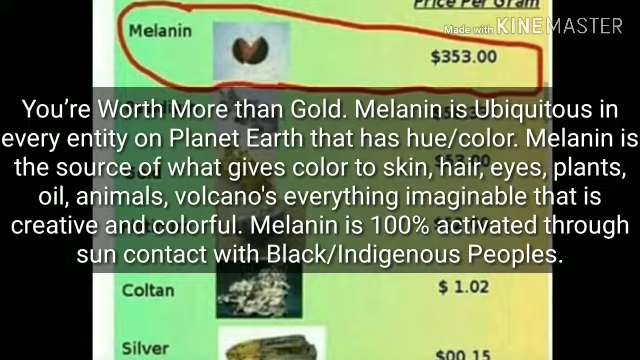 Price Per Gram
Made with KINEMASTER
Melanin
$353.00
You're Worth More than Gold. Melanin is Ubiquitous in
every entity on Planet Earth that has hue/color. Melanin is
the source of what gives color to skin, hair, eyes, plants,
oil, animals, volcano's everything imaginable that is
creative and colorful. Melanin is 100% activated through
sun contact with Black/Indigenous Peoples.
Coltan
$ 1.02
Silver
$00.15